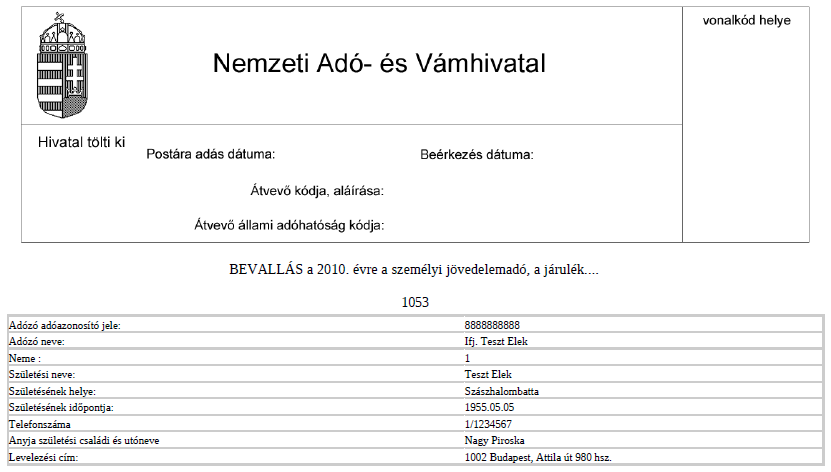 vonalkód helye
Nemzeti Adó- és Vámhivatal
Hivatal tölti ki
Postára adás dátuma: Beérkezés dátuma:
Átvevő kódja, aláírása:
Átvevő állami adóhatóság kódja:
BEVALLÁS a 2010. évre a személyi jövedelemadó, a járulék....
1053
Adózó adóazonosító jele: 8888888888
Adózó neve: Ifj. Teszt Elek
Neme : 1
Születési neve: Teszt Elek
Születésének helye: Szászhalombatta
Születésének időpontja: 1955.05.05
Telefonszáma 1/1234567
Anyja születési családi és utóneve Nagy Piroska
Levelezési cím: 1002 Budapest, Attila út 980 hsz.